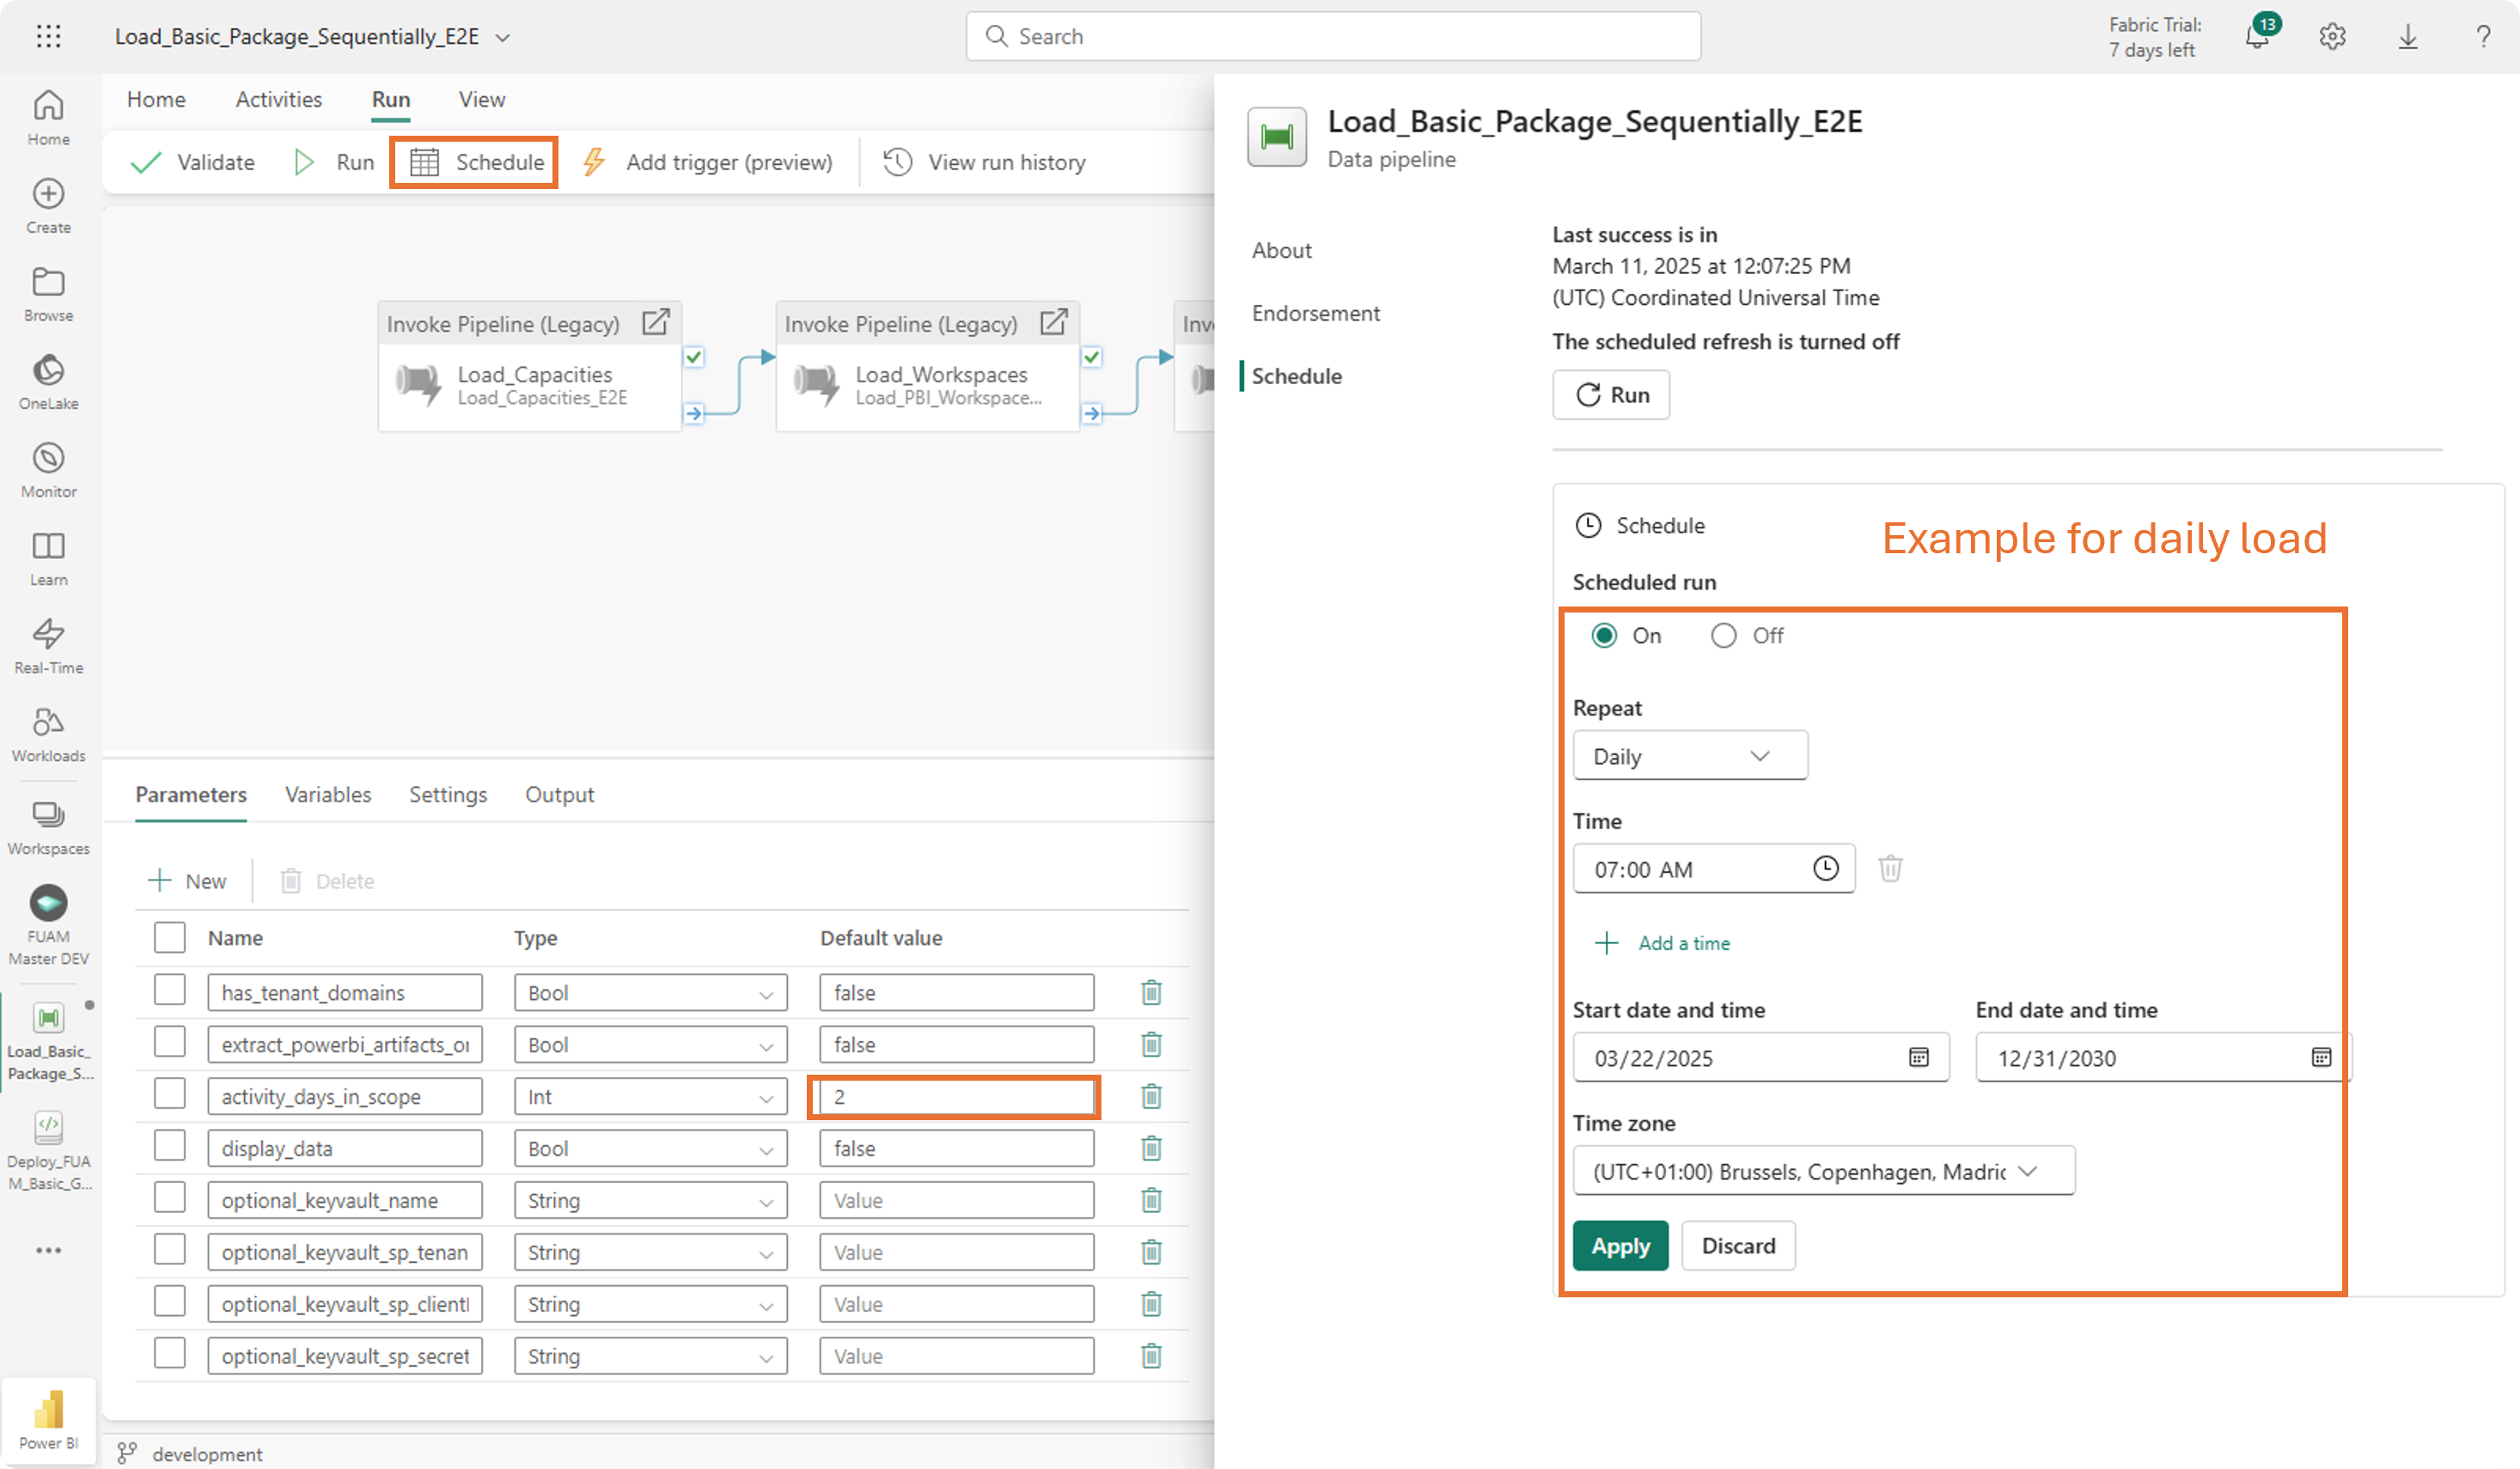 Load_Basic_Package_Sequentially_E2E
Search
Fabric Trial:
7 days left
13
?
Home
Create
Browse
OneLake
Monitor
Learn
Real-Time
Workloads
Workspaces
FUAM
Master DEV
Load_Basic_
Package_S...
Deploy_FUA
M_Basic_G...
Power BI
Home
Activities
Run
View
Validate
Run
Schedule
Add trigger (preview)
View run history
Invoke Pipeline (Legacy)
Load_Capacities
Load_Capacities_E2E
Invoke Pipeline (Legacy)
Load_Workspaces
Load_PBI_Workspace...
Inv
Parameters
Variables
Settings
Output
New
Delete
Name
Type
Default value
has_tenant_domains
Bool
false
extract_powerbi_artifacts_or
Bool
false
activity_days_in_scope
Int
2
display_data
Bool
false
optional_keyvault_name
String
Value
optional_keyvault_sp_tenan
String
Value
optional_keyvault_sp_client
String
Value
optional_keyvault_sp_secret
String
Value
development
Load_Basic_Package_Sequentially_E2E
Data pipeline
About
Endorsement
Schedule
Last success is in
March 11, 2025 at 12:07:25 PM
(UTC) Coordinated Universal Time
The scheduled refresh is turned off
Run
Schedule
Example for daily load
Scheduled run
On
Off
Repeat
Daily
Time
07:00 AM
Add a time
Start date and time
End date and time
03/22/2025
12/31/2030
Time zone
(UTC+01:00) Brussels, Copenhagen, Madric
Apply
Discard